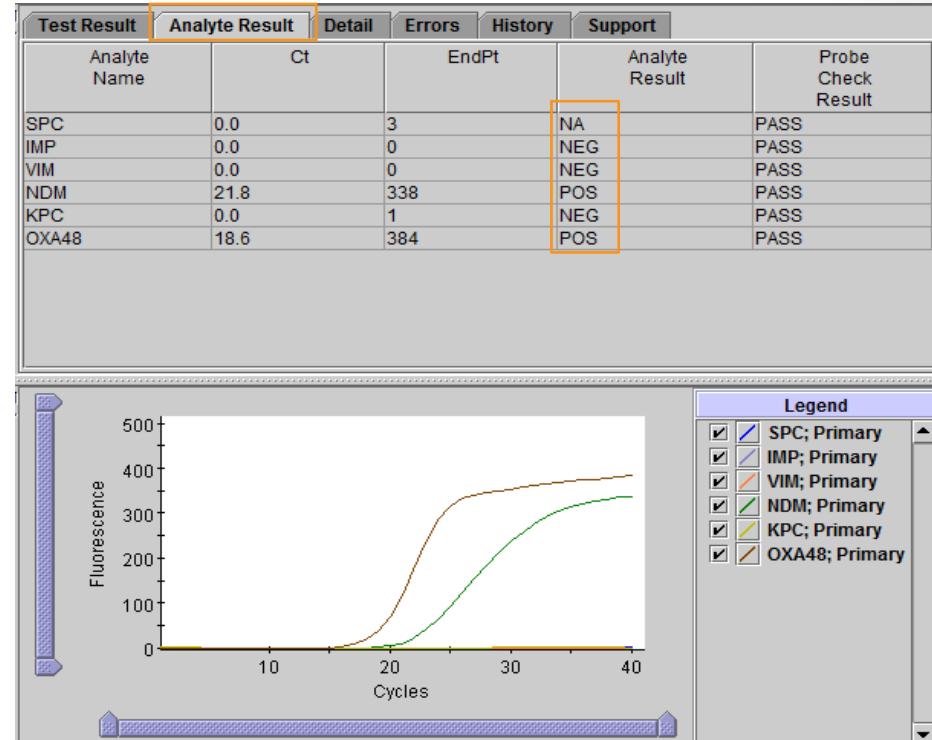 Test Result Analyte Result Detail Errors History Support
Analyte Name Ct EndPt Analyte Result Probe Check Result
SPC 0.0 3 NA PASS
IMP 0.0 0 NEG PASS
VIM 0.0 0 NEG PASS
NDM 21.8 338 POS PASS
KPC 0.0 1 NEG PASS
OXA48 18.6 384 POS PASS
500
400
300
200
100
0
Fluorescence
10 20 30 40
Cycles
Legend
SPC; Primary
IMP; Primary
VIM; Primary
NDM; Primary
KPC; Primary
OXA48; Primary